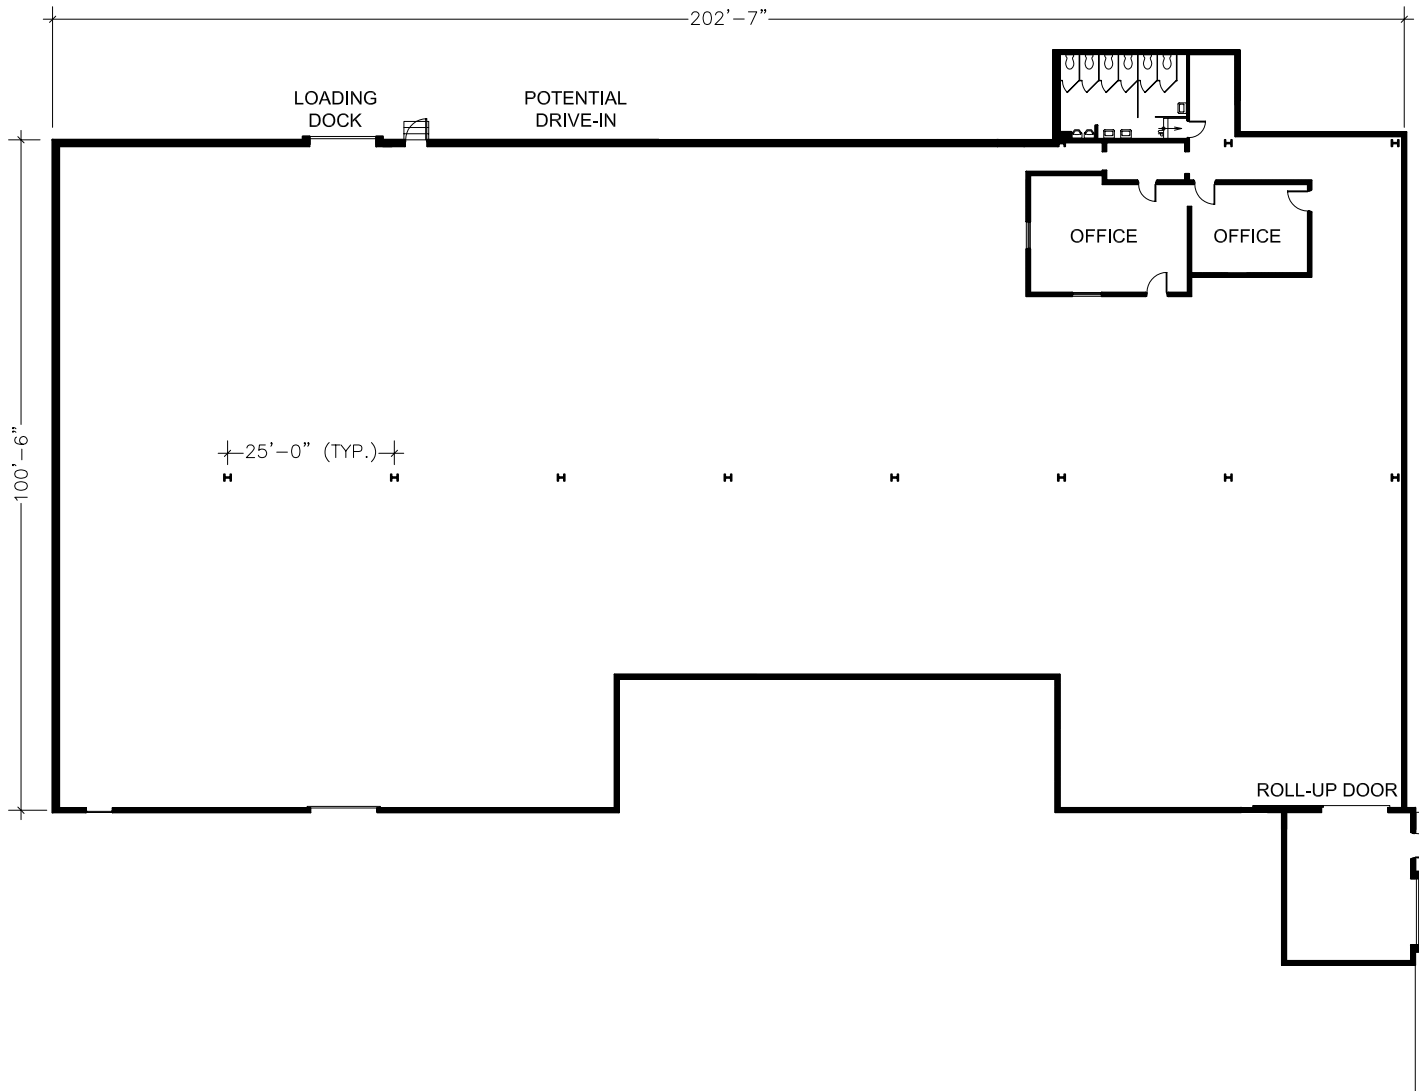 202’-7”
LOADING
DOCK
POTENTIAL
DRIVE-IN
OFFICE
OFFICE
25’-0” (TYP.)
100’-6”
ROLL-UP DOOR